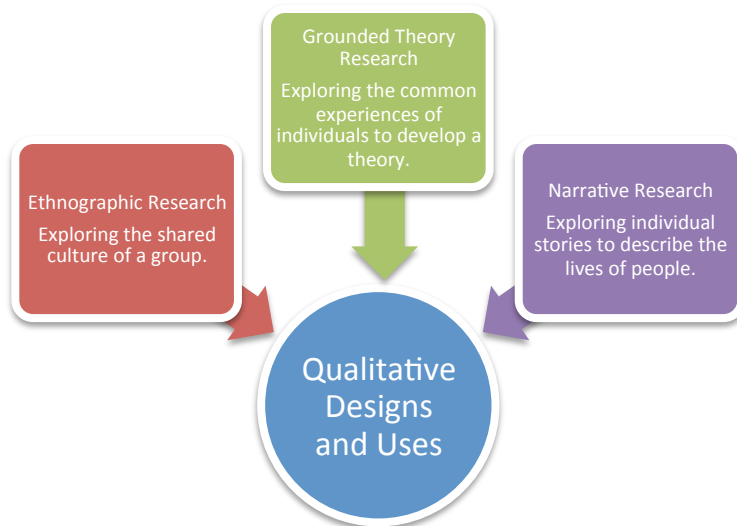 Grounded Theory
Research
Exploring the common
experiences of
individuals to develop a
theory.
Ethnographic Research
Exploring the shared
culture of a group.
Narrative Research
Exploring individual
stories to describe the
lives of people.
Qualitative
Designs
and Uses